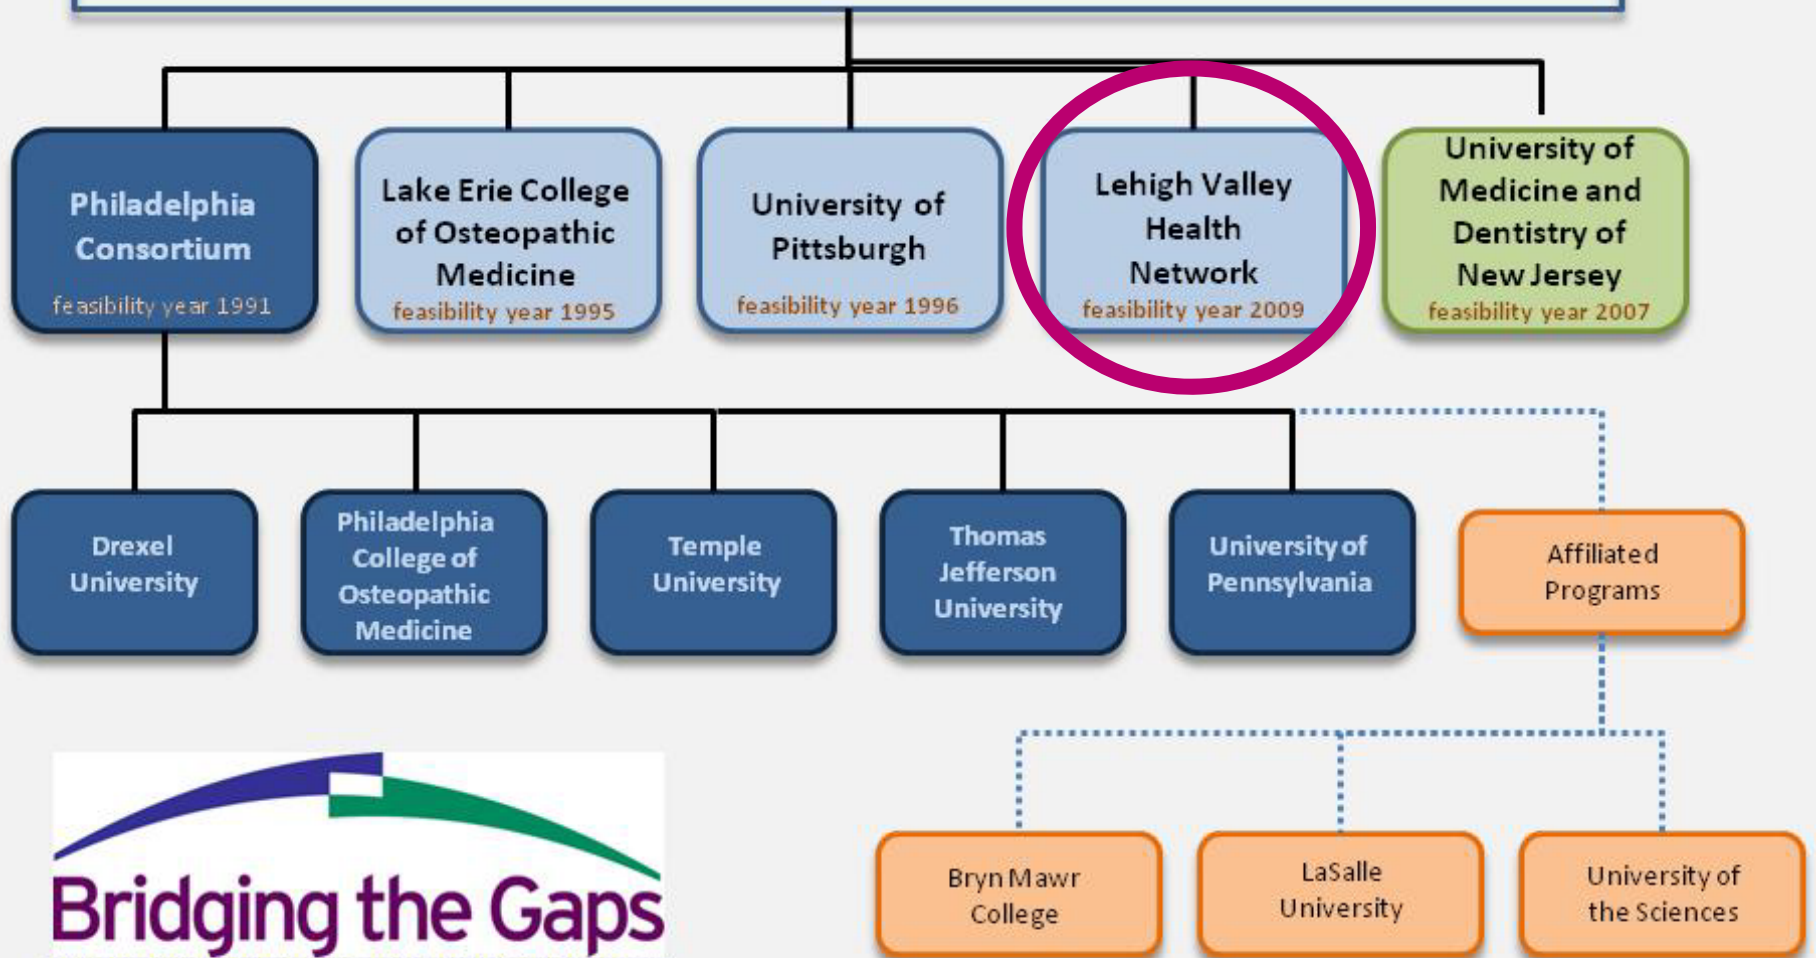 Philadelphia
Consortium
feasibility year 1991
Lake Erie College
of Osteopathic
Medicine
feasibility year 1995
University of
Pittsburgh
feasibility year 1996
Lehigh Valley
Health
Network
feasibility year 2009
University of
Medicine and
Dentistry of
New Jersey
feasibility year 2007
Drexel
University
Philadelphia
College of
Osteopathic
Medicine
Temple
University
Thomas
Jefferson
University
University of
Pennsylvania
Affiliated
Programs
Bryn Mawr
College
LaSalle
University
University of
the Sciences
Bridging the Gaps